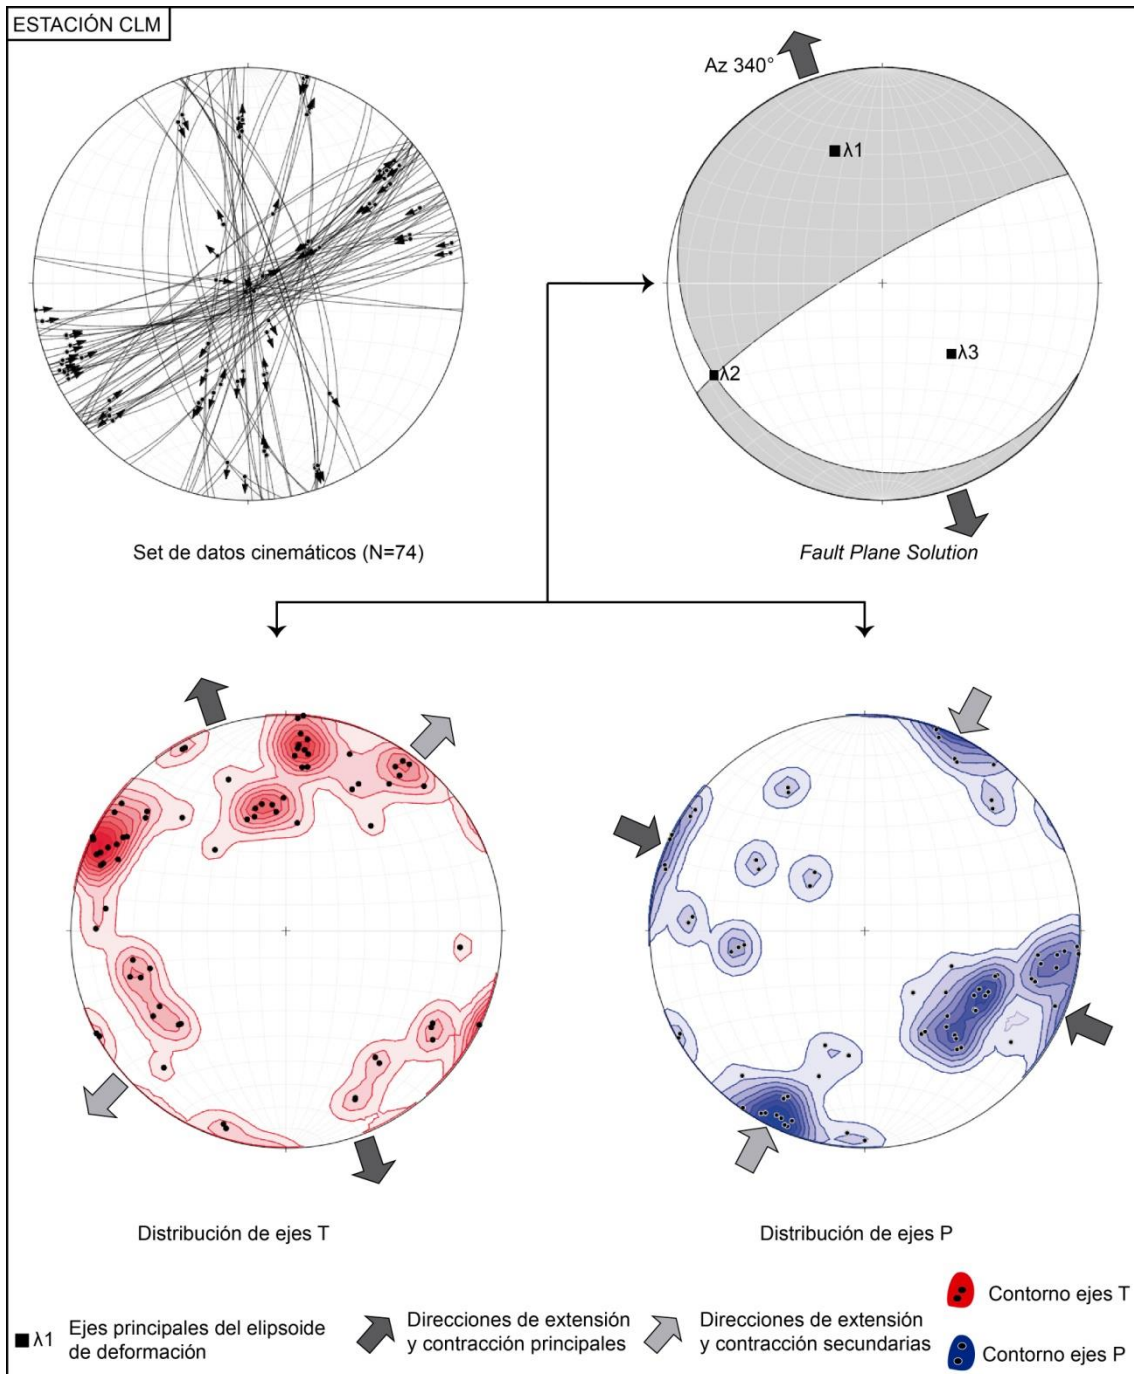 ESTACIÓN CLM
Az 340°
λ1
λ2
λ3
Set de datos cinemáticos (N=74)
Fault Plane Solution
Distribución de ejes T
Distribución de ejes P
λ1
Ejes principales del elipsoide
de deformación
Direcciones de extensión
y contracción principales
Direcciones de extensión
y contracción secundarias
Contorno ejes T
Contorno ejes P